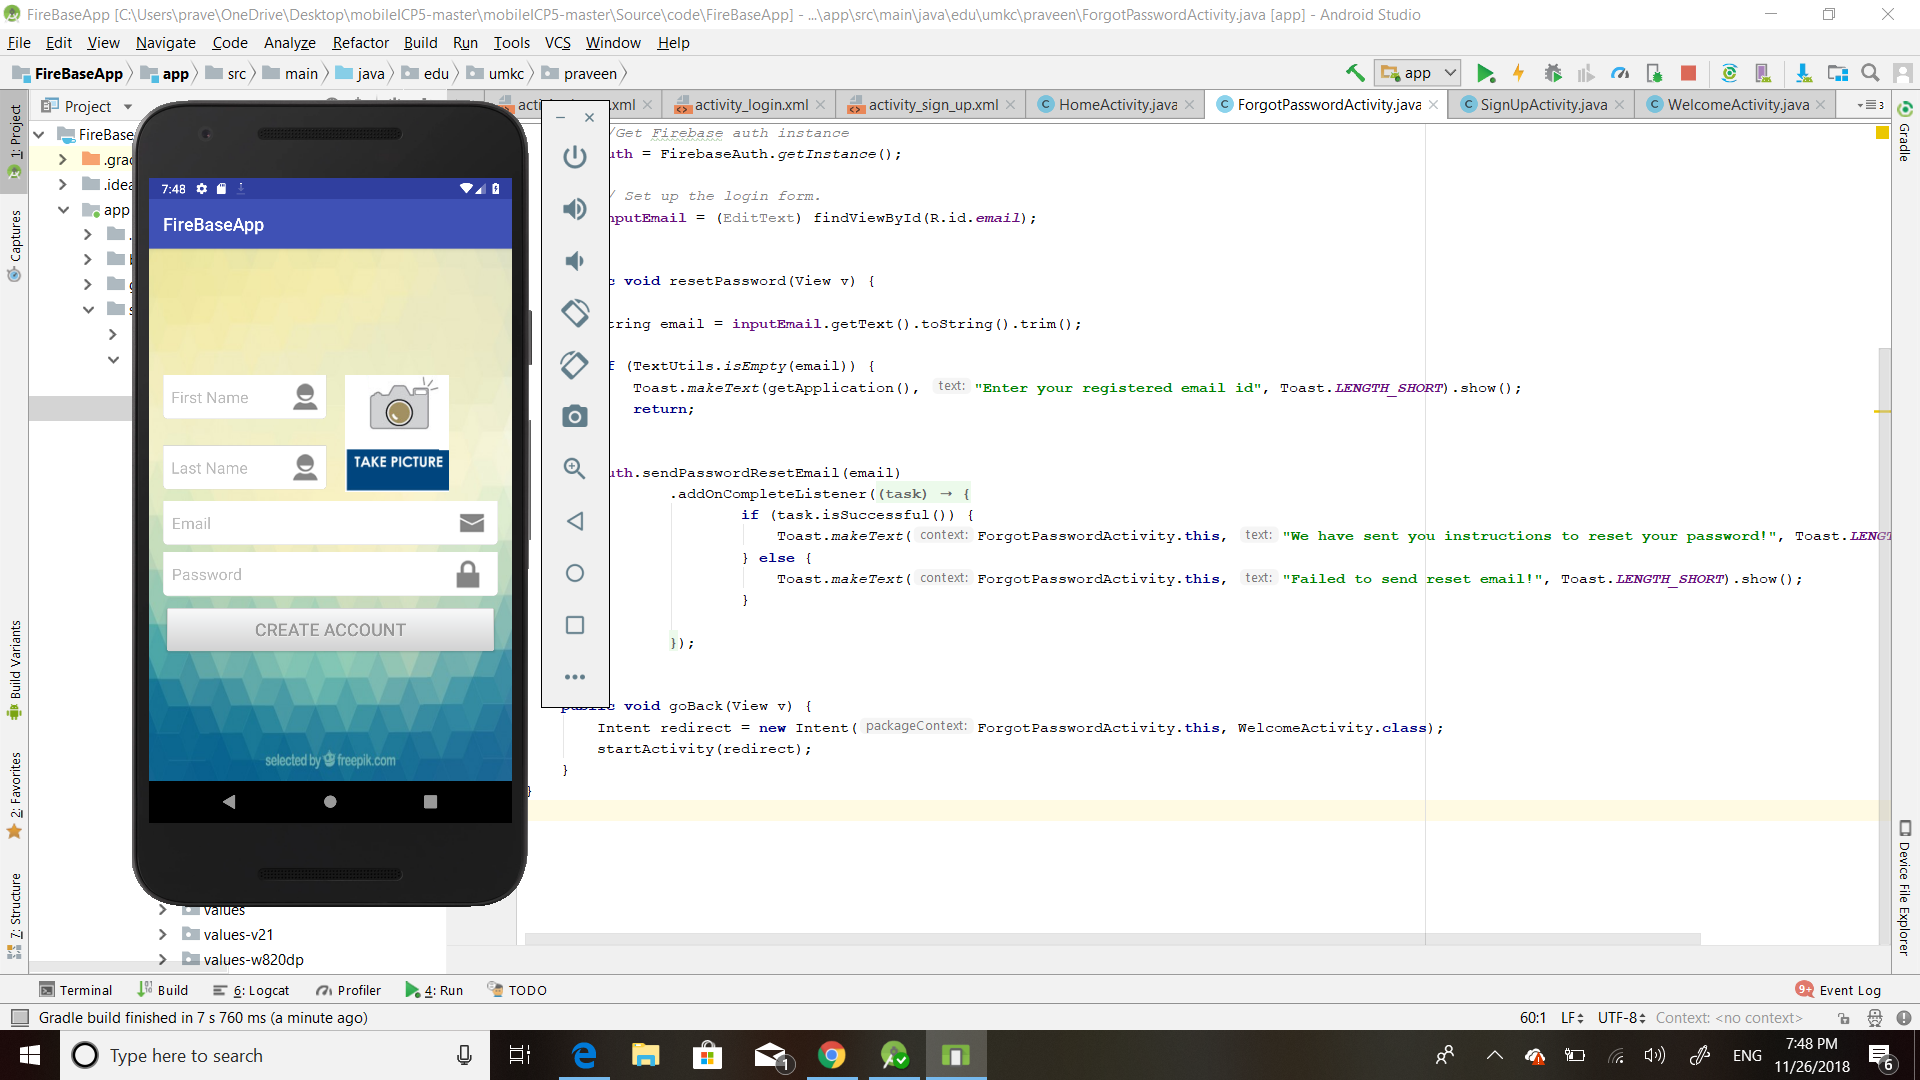 FireBaseApp [C:\Users\prave\OneDrive\Desktop\mobileICP5-master\mobileICP5-master\Source\code\FireBaseApp] - ...\app\src\main\java\edu\umkc\praveen\ForgotPasswordActivity.java [app] - Android Studio
File Edit View Navigate Code Analyze Refactor Build Run Tools VCS Window Help
FireBaseApp app src main java edu umkc praveen app
Project activity_login.xml activity_sign_up.xml HomeActivity.java ForgotPasswordActivity.java SignUpActivity.java WelcomeActivity.java 3
1: Project
Captures
Build Variants
2: Favorites
7: Structure
FireBase
.grad
.idea
app
values
values-v21
values-w820dp
7:48
FireBaseApp
First Name
Last Name
TAKE PICTURE
Email
Password
CREATE ACCOUNT
selected by freepik.com
/Get Firebase auth instance
uth = FirebaseAuth.getInstance();
/ Set up the login form.
nputEmail = (EditText) findViewById(R.id.email);
c void resetPassword(View v) {
tring email = inputEmail.getText().toString().trim();
f (TextUtils.isEmpty(email)) {
Toast.makeText(getApplication(), text: "Enter your registered email id", Toast.LENGTH_SHORT).show();
return;
uth.sendPasswordResetEmail(email)
.addOnCompleteListener((task) → {
if (task.isSuccessful()) {
Toast.makeText( context: ForgotPasswordActivity.this, text: "We have sent you instructions to reset your password!", Toast.LENGT
} else {
Toast.makeText( context: ForgotPasswordActivity.this, text: "Failed to send reset email!", Toast.LENGTH_SHORT).show();
}
});
public void goBack(View v) {
Intent redirect = new Intent( packageContext: ForgotPasswordActivity.this, WelcomeActivity.class);
startActivity(redirect);
}
}
Gradle
Device File Explorer
Terminal Build 6: Logcat Profiler 4: Run TODO 9+ Event Log
Gradle build finished in 7 s 760 ms (a minute ago) 60:1 LF UTF-8 Context: <no context>
Type here to search 1 ENG 7:48 PM 6
11/26/2018